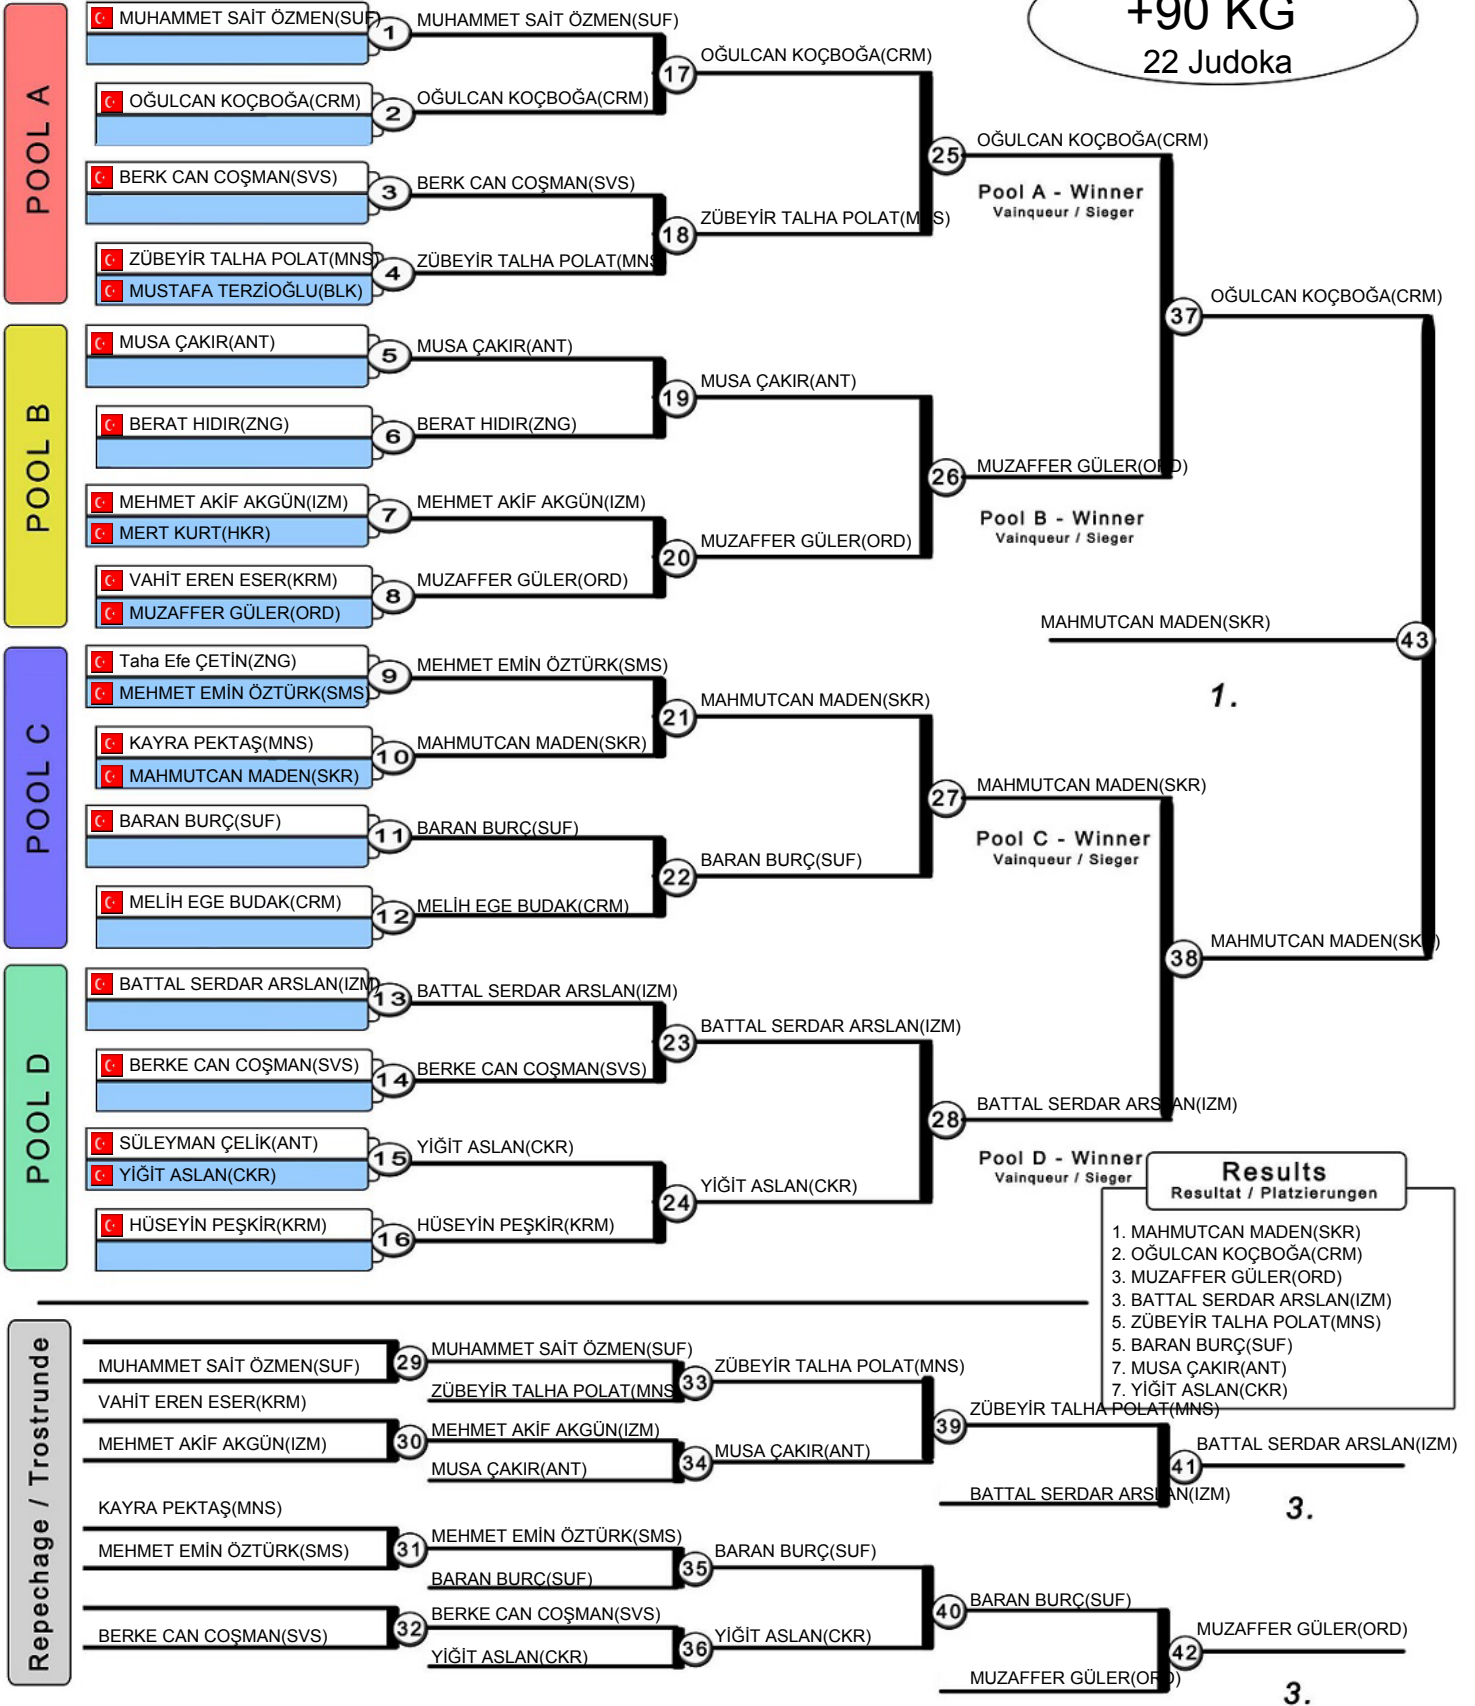 +90 KG
22 Judoka
POOL A
MUHAMMET SAİT ÖZMEN(SUF)
1
OĞULCAN KOÇBOĞA(CRM)
2
BERK CAN COŞMAN(SVS)
3
ZÜBEYİR TALHA POLAT(MNS)
MUSTAFA TERZİOĞLU(BLK)
4
POOL B
MUSA ÇAKIR(ANT)
5
BERAT HIDIR(ZNG)
6
MEHMET AKİF AKGÜN(IZM)
MERT KURT(HKR)
7
VAHİT EREN ESER(KRM)
MUZAFFER GÜLER(ORD)
8
POOL C
Taha Efe ÇETİN(ZNG)
MEHMET EMİN ÖZTÜRK(SMS)
9
KAYRA PEKTAŞ(MNS)
MAHMUTCAN MADEN(SKR)
10
BARAN BURÇ(SUF)
11
MELİH EGE BUDAK(CRM)
12
POOL D
BATTAL SERDAR ARSLAN(IZM)
13
BERKE CAN COŞMAN(SVS)
14
SÜLEYMAN ÇELİK(ANT)
YİĞİT ASLAN(CKR)
15
HÜSEYİN PEŞKİR(KRM)
16
MUHAMMET SAİT ÖZMEN(SUF)
OĞULCAN KOÇBOĞA(CRM)
17
BERK CAN COŞMAN(SVS)
ZÜBEYİR TALHA POLAT(MNS
18
MUSA ÇAKIR(ANT)
BERAT HIDIR(ZNG)
19
MEHMET AKİF AKGÜN(IZM)
MUZAFFER GÜLER(ORD)
20
MEHMET EMİN ÖZTÜRK(SMS)
MAHMUTCAN MADEN(SKR)
21
BARAN BURÇ(SUF)
MELİH EGE BUDAK(CRM)
22
BATTAL SERDAR ARSLAN(IZM)
BERKE CAN COŞMAN(SVS)
23
YİĞİT ASLAN(CKR)
HÜSEYİN PEŞKİR(KRM)
24
OĞULCAN KOÇBOĞA(CRM)
ZÜBEYİR TALHA POLAT(MNS)
25
MUSA ÇAKIR(ANT)
MUZAFFER GÜLER(ORD)
26
MAHMUTCAN MADEN(SKR)
BARAN BURÇ(SUF)
27
BATTAL SERDAR ARSLAN(IZM)
YİĞİT ASLAN(CKR)
28
OĞULCAN KOÇBOĞA(CRM)
Pool A - Winner
Vainqueur / Sieger
MUZAFFER GÜLER(ORD)
Pool B - Winner
Vainqueur / Sieger
37
MAHMUTCAN MADEN(SKR)
Pool C - Winner
Vainqueur / Sieger
BATTAL SERDAR ARSLAN(IZM)
Pool D - Winner
Vainqueur / Sieger
38
OĞULCAN KOÇBOĞA(CRM)
MAHMUTCAN MADEN(SKR)
43
MAHMUTCAN MADEN(SKR)
1.
Results
Resultat / Platzierungen
1. MAHMUTCAN MADEN(SKR)
2. OĞULCAN KOÇBOĞA(CRM)
3. MUZAFFER GÜLER(ORD)
3. BATTAL SERDAR ARSLAN(IZM)
5. ZÜBEYİR TALHA POLAT(MNS)
5. BARAN BURÇ(SUF)
7. MUSA ÇAKIR(ANT)
7. YİĞİT ASLAN(CKR)
Repechage / Trostrunde
MUHAMMET SAİT ÖZMEN(SUF)
29
VAHİT EREN ESER(KRM)
MEHMET AKİF AKGÜN(IZM)
30
KAYRA PEKTAŞ(MNS)
MEHMET EMİN ÖZTÜRK(SMS)
31
BERKE CAN COŞMAN(SVS)
32
MUHAMMET SAİT ÖZMEN(SUF)
ZÜBEYİR TALHA POLAT(MNS
33
MEHMET AKİF AKGÜN(IZM)
MUSA ÇAKIR(ANT)
34
MEHMET EMİN ÖZTÜRK(SMS)
BARAN BURÇ(SUF)
35
BERKE CAN COŞMAN(SVS)
YİĞİT ASLAN(CKR)
36
ZÜBEYİR TALHA POLAT(MNS)
MUSA ÇAKIR(ANT)
39
BARAN BURÇ(SUF)
YİĞİT ASLAN(CKR)
40
ZÜBEYİR TALHA POLAT(MNS)
BATTAL SERDAR ARSLAN(IZM)
41
BARAN BURÇ(SUF)
MUZAFFER GÜLER(ORD)
42
BATTAL SERDAR ARSLAN(IZM)
3.
MUZAFFER GÜLER(ORD)
3.